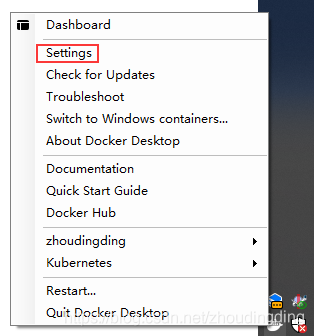 Dashboard
Settings
Check for Updates
Troubleshoot
Switch to Windows containers...
About Docker Desktop
Documentation
Quick Start Guide
Docker Hub
zhoudingding
Kubernetes
Restart...
Quit Docker Desktop
https://blog.csdn.net/zhoudingding